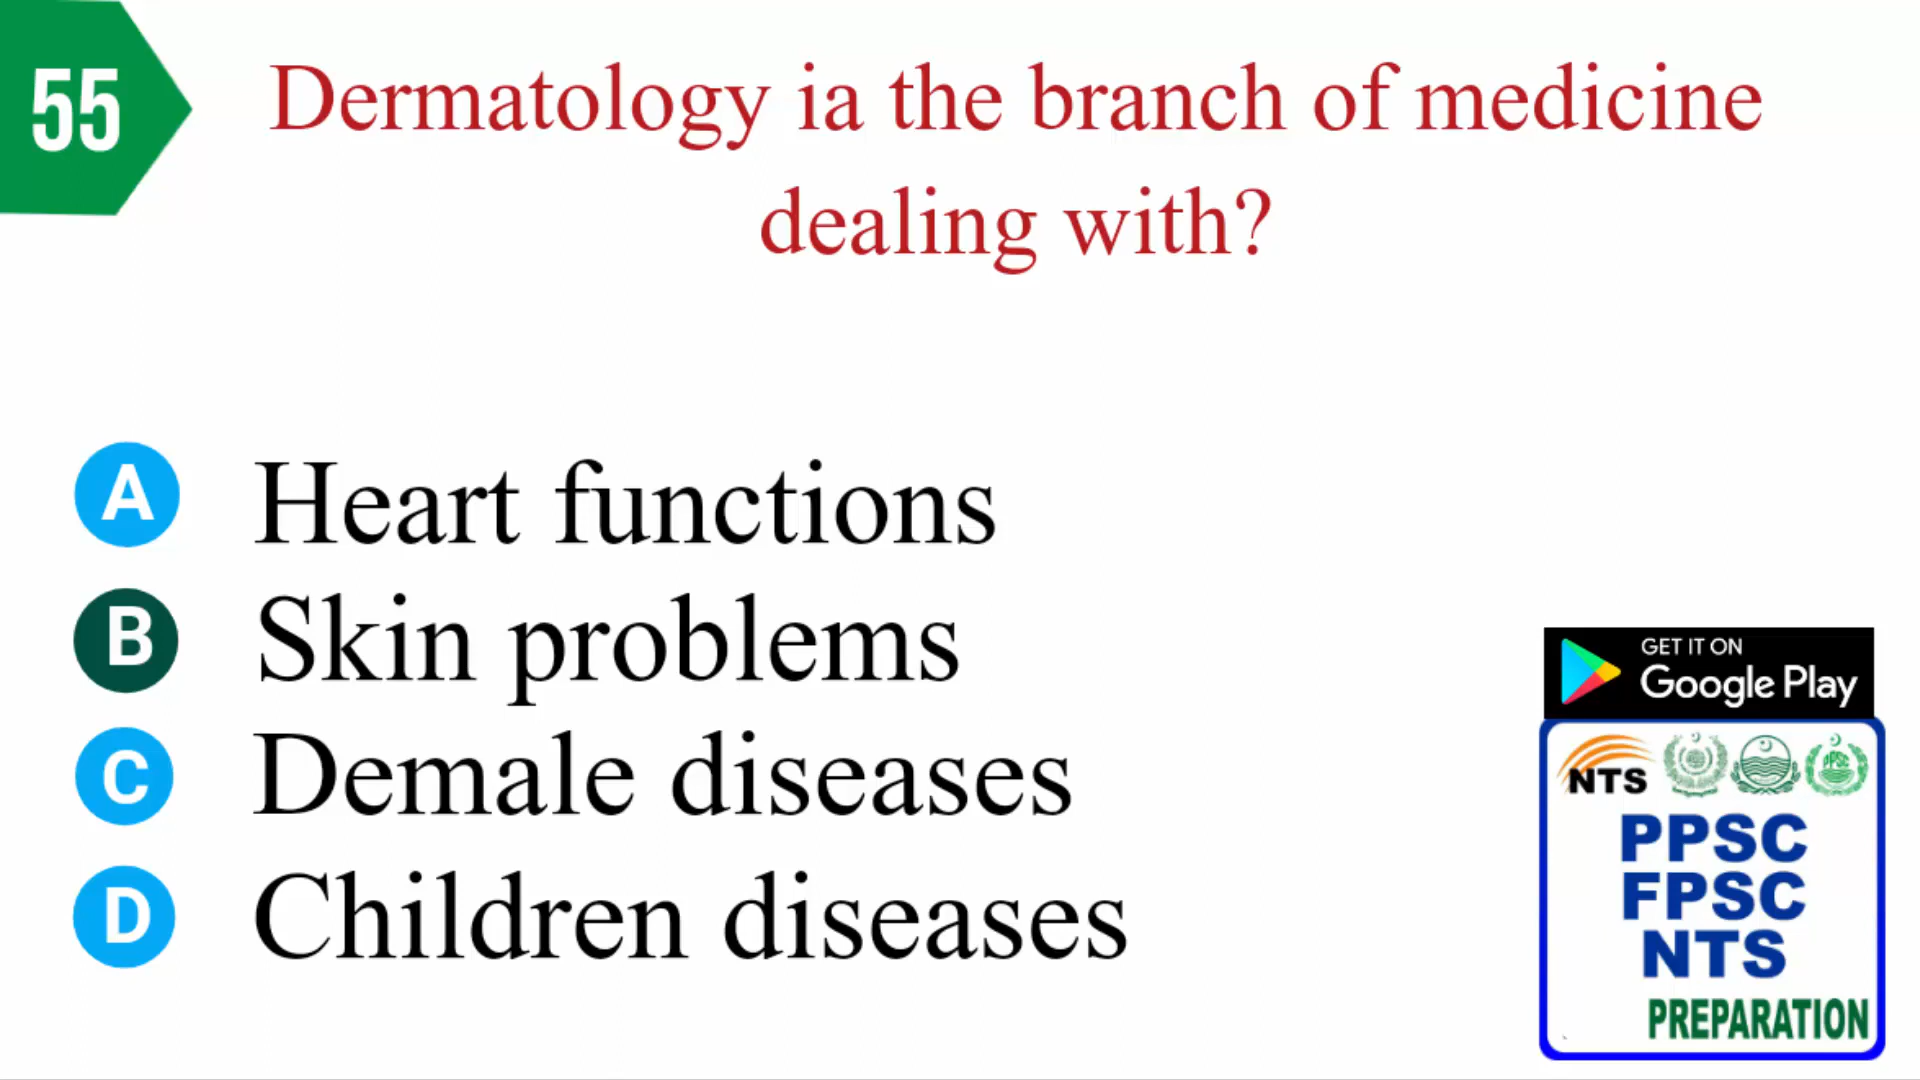 55
Dermatology ia the branch of medicine
dealing with?
A Heart functions
B Skin problems
C Demale diseases
D Children diseases
GET IT ON
Google Play
NTS
PPSC
PPSC
FPSC
NTS
PREPARATION